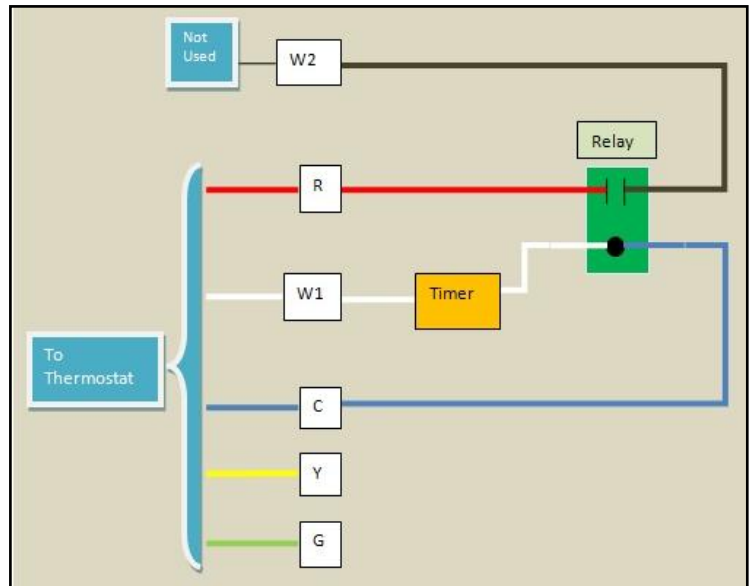 Not
Used
W2
Relay
R
W1
Timer
To
Thermostat
C
Y
G